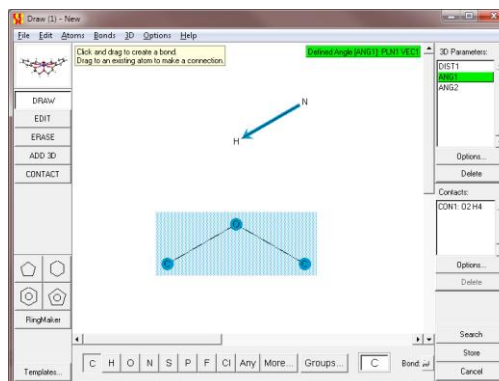 Draw (1) - New
File Edit Atoms Bonds 3D Options Help
Click and drag to create a bond.
Drag to an existing atom to make a connection.
Defined Angle [ANG1]: PLN1 VEC1
3D Parameters:
DIST1
ANG1
ANG2
DRAW
EDIT
ERASE
ADD 3D
CONTACT
N
H
Options...
Delete
Contacts:
CON1: O2 H4
Options...
Delete
RingMaker
Search
Store
Cancel
Templates...
C H O N S P F Cl Any More... Groups... C Bond: